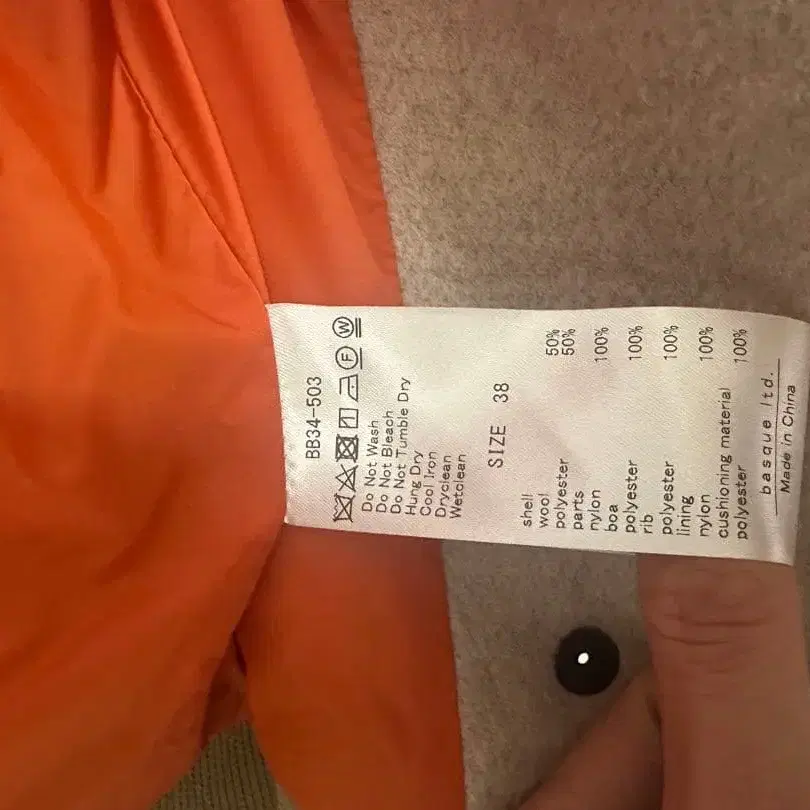 BB34-503
Do Not Wash
Do Not Bleach
Do Not Tumble Dry
Hung Dry
Cool Iron
Dryclean
Wetclean
SIZE 38
shell
wool 50%
polyester 50%
parts
nylon 100%
boa
polyester 100%
rib
polyester 100%
lining
nylon 100%
cushioning material
polyester 100%
basque ltd.
Made in China